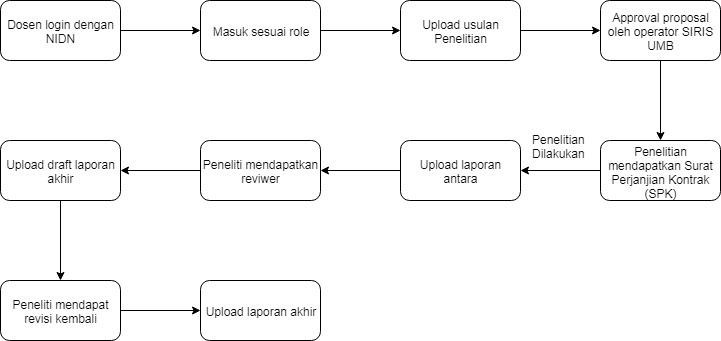 Dosen login dengan
NIDN
Masuk sesuai role
Upload usulan
Penelitian
Approval proposal
oleh operator SIRIS
UMB
Penelitian
Dilakukan
Penelitian
mendapatkan Surat
Perjanjian Kontrak
(SPK)
Upload laporan
antara
Peneliti mendapatkan
reviwer
Upload draft laporan
akhir
Peneliti mendapat
revisi kembali
Upload laporan akhir